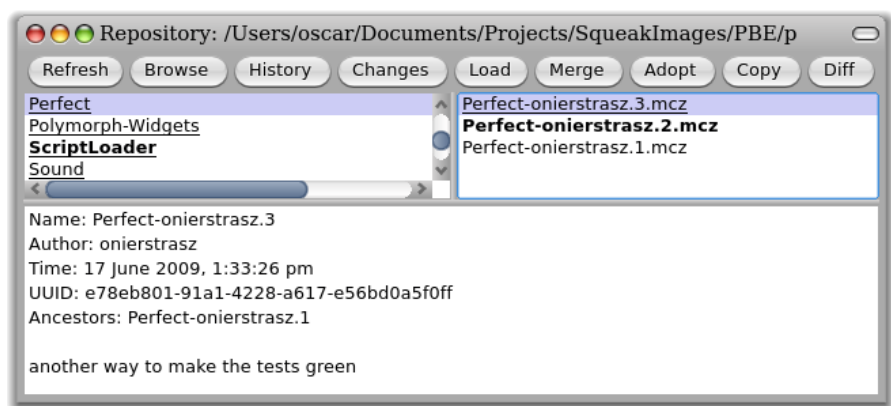 Repository: /Users/oscar/Documents/Projects/SqueakImages/PBE/p
Refresh Browse History Changes Load Merge Adopt Copy Diff
Perfect
Polymorph-Widgets
ScriptLoader
Sound
Perfect-onierstrasz.3.mcz
Perfect-onierstrasz.2.mcz
Perfect-onierstrasz.1.mcz
Name: Perfect-onierstrasz.3
Author: onierstrasz
Time: 17 June 2009, 1:33:26 pm
UUID: e78eb801-91a1-4228-a617-e56bd0a5f0ff
Ancestors: Perfect-onierstrasz.1
another way to make the tests green